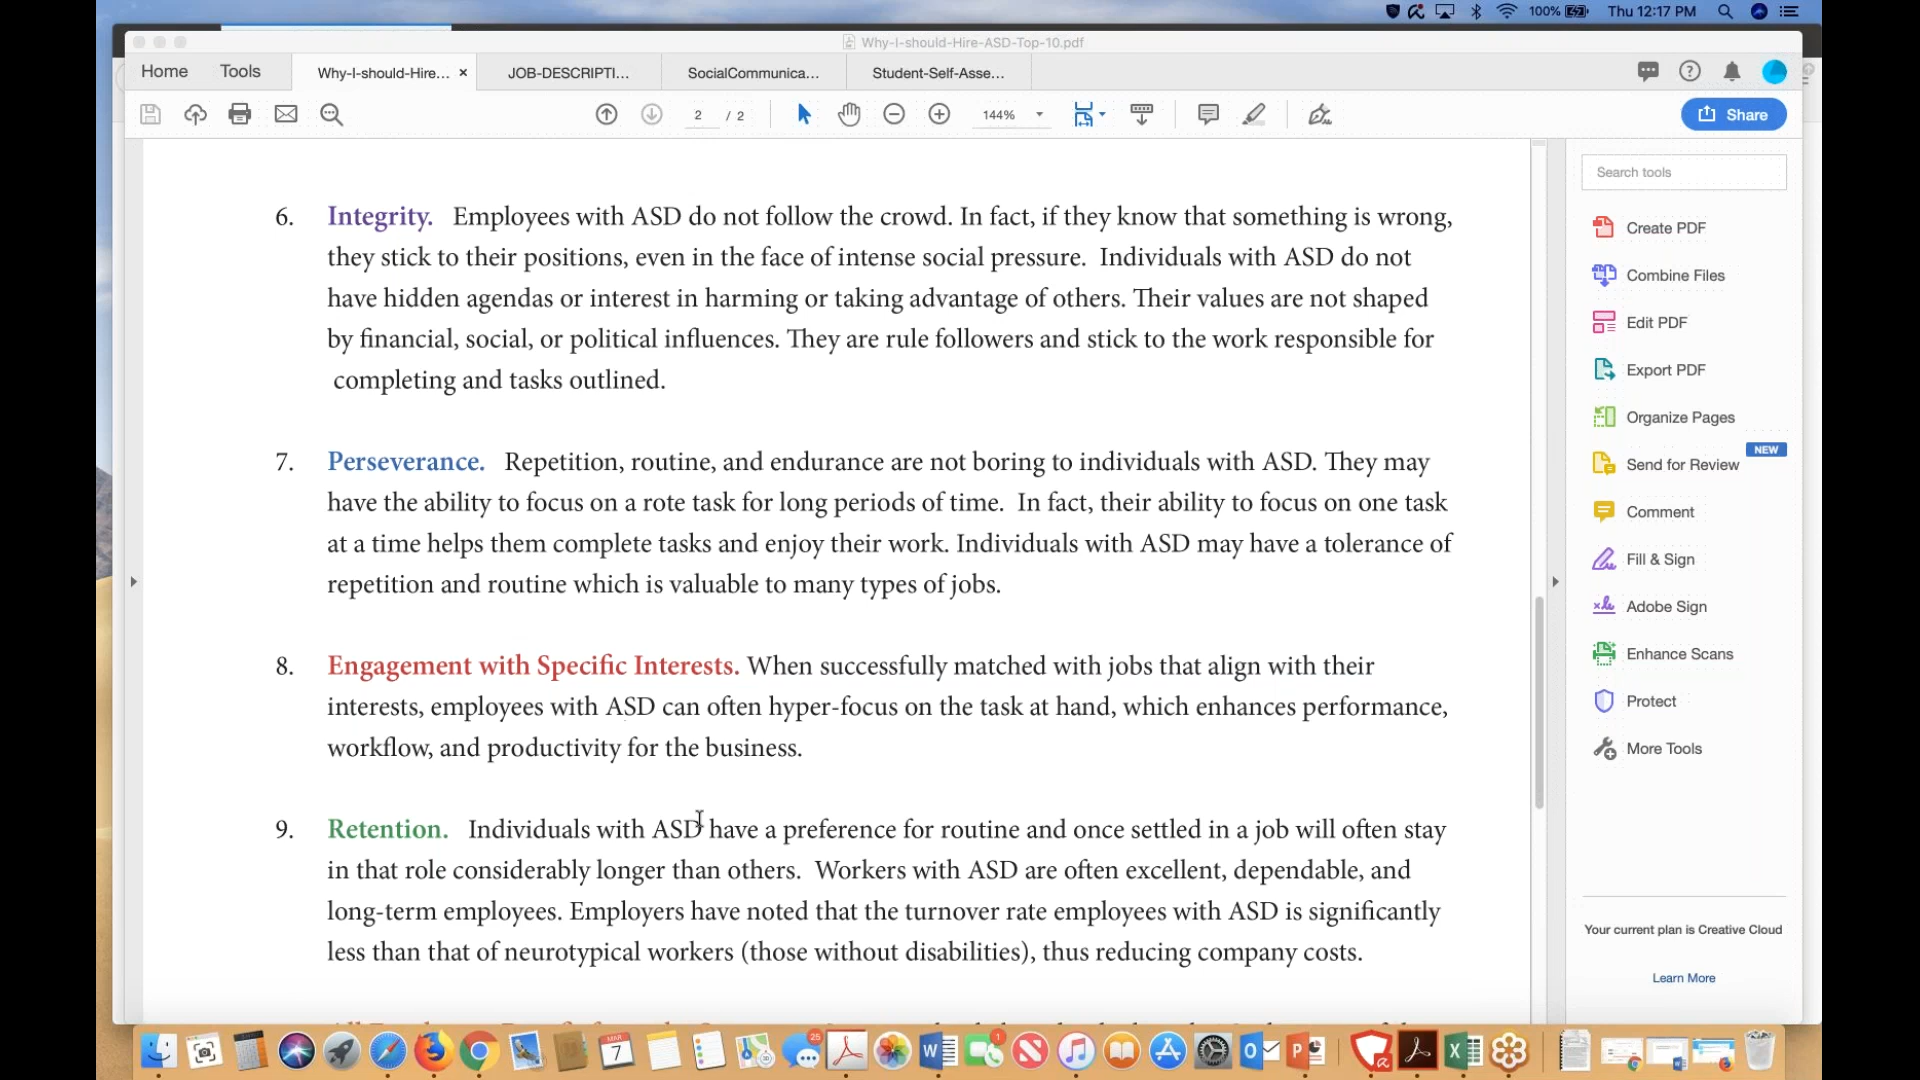 100% Thu 12:17 PM
Why-I-should-Hire-ASD-Top-10.pdf
Home Tools Why-I-should-Hire... × JOB-DESCRIPTI... SocialCommunica... Student-Self-Asse...
2 / 2 144% Share
Search tools
Create PDF
Combine Files
Edit PDF
Export PDF
Organize Pages
NEW
Send for Review
Comment
Fill & Sign
Adobe Sign
Enhance Scans
Protect
More Tools
Your current plan is Creative Cloud
Learn More
6. Integrity. Employees with ASD do not follow the crowd. In fact, if they know that something is wrong,
they stick to their positions, even in the face of intense social pressure. Individuals with ASD do not
have hidden agendas or interest in harming or taking advantage of others. Their values are not shaped
by financial, social, or political influences. They are rule followers and stick to the work responsible for
completing and tasks outlined.
7. Perseverance. Repetition, routine, and endurance are not boring to individuals with ASD. They may
have the ability to focus on a rote task for long periods of time. In fact, their ability to focus on one task
at a time helps them complete tasks and enjoy their work. Individuals with ASD may have a tolerance of
repetition and routine which is valuable to many types of jobs.
8. Engagement with Specific Interests. When successfully matched with jobs that align with their
interests, employees with ASD can often hyper-focus on the task at hand, which enhances performance,
workflow, and productivity for the business.
9. Retention. Individuals with ASD have a preference for routine and once settled in a job will often stay
in that role considerably longer than others. Workers with ASD are often excellent, dependable, and
long-term employees. Employers have noted that the turnover rate employees with ASD is significantly
less than that of neurotypical workers (those without disabilities), thus reducing company costs.
MAR
7
25
1